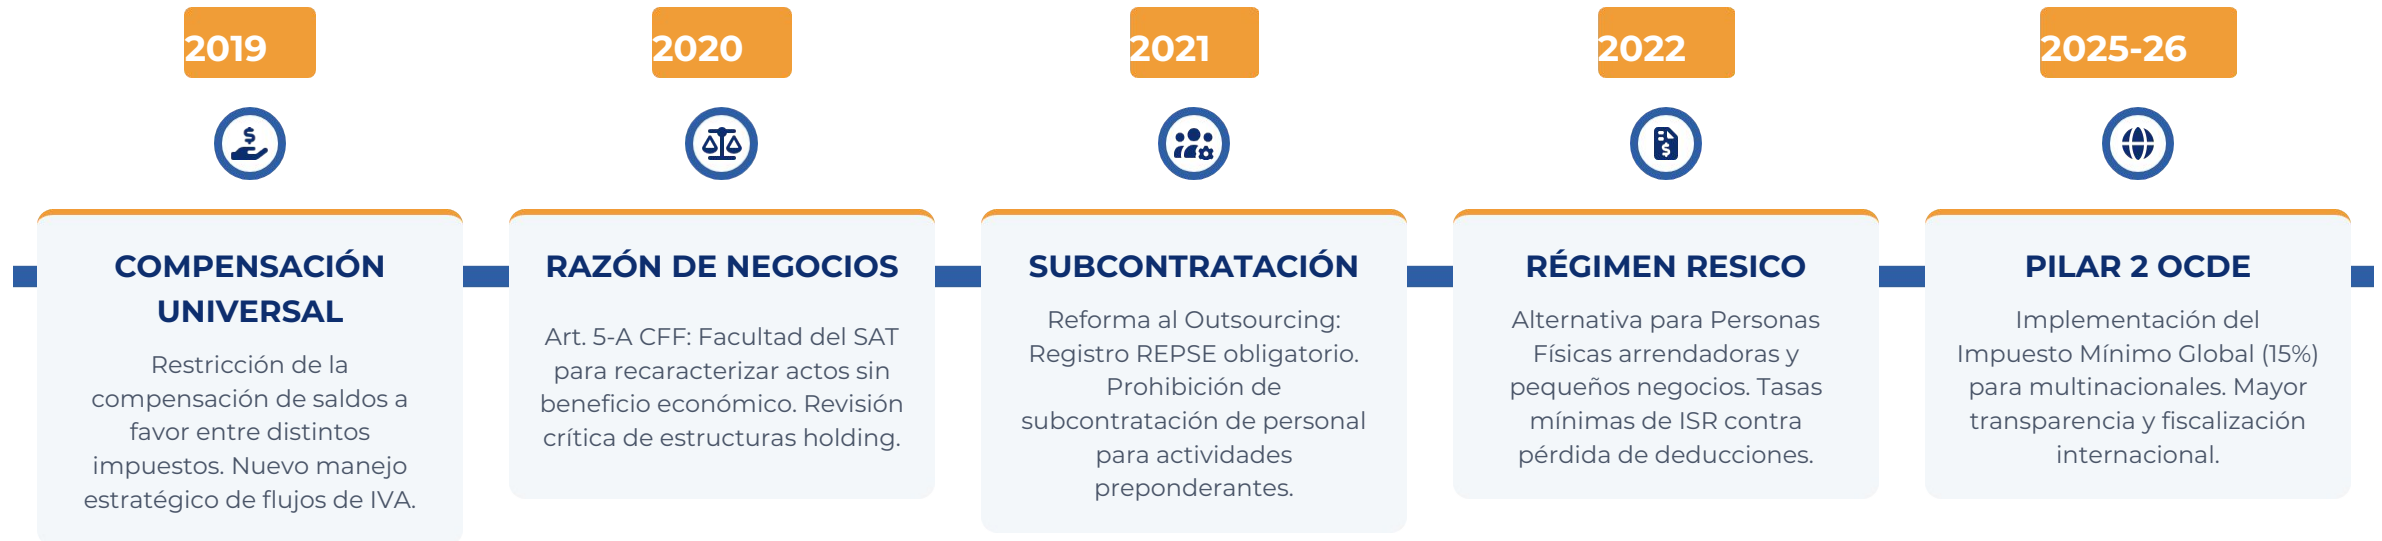 2019
COMPENSACIÓN
UNIVERSAL
Restricción de la
compensación de saldos a
favor entre distintos
impuestos. Nuevo manejo
estratégico de flujos de IVA.
2020
RAZÓN DE NEGOCIOS
Art. 5-A CFF: Facultad del SAT
para recaracterizar actos sin
beneficio económico. Revisión
crítica de estructuras holding.
2021
SUBCONTRATACIÓN
Reforma al Outsourcing:
Registro REPSE obligatorio.
Prohibición de
subcontratación de personal
para actividades
preponderantes.
2022
RÉGIMEN RESICO
Alternativa para Personas
Físicas arrendadoras y
pequeños negocios. Tasas
mínimas de ISR contra
pérdida de deducciones.
2025-26
PILAR 2 OCDE
Implementación del
Impuesto Mínimo Global (15%)
para multinacionales. Mayor
transparencia y fiscalización
internacional.